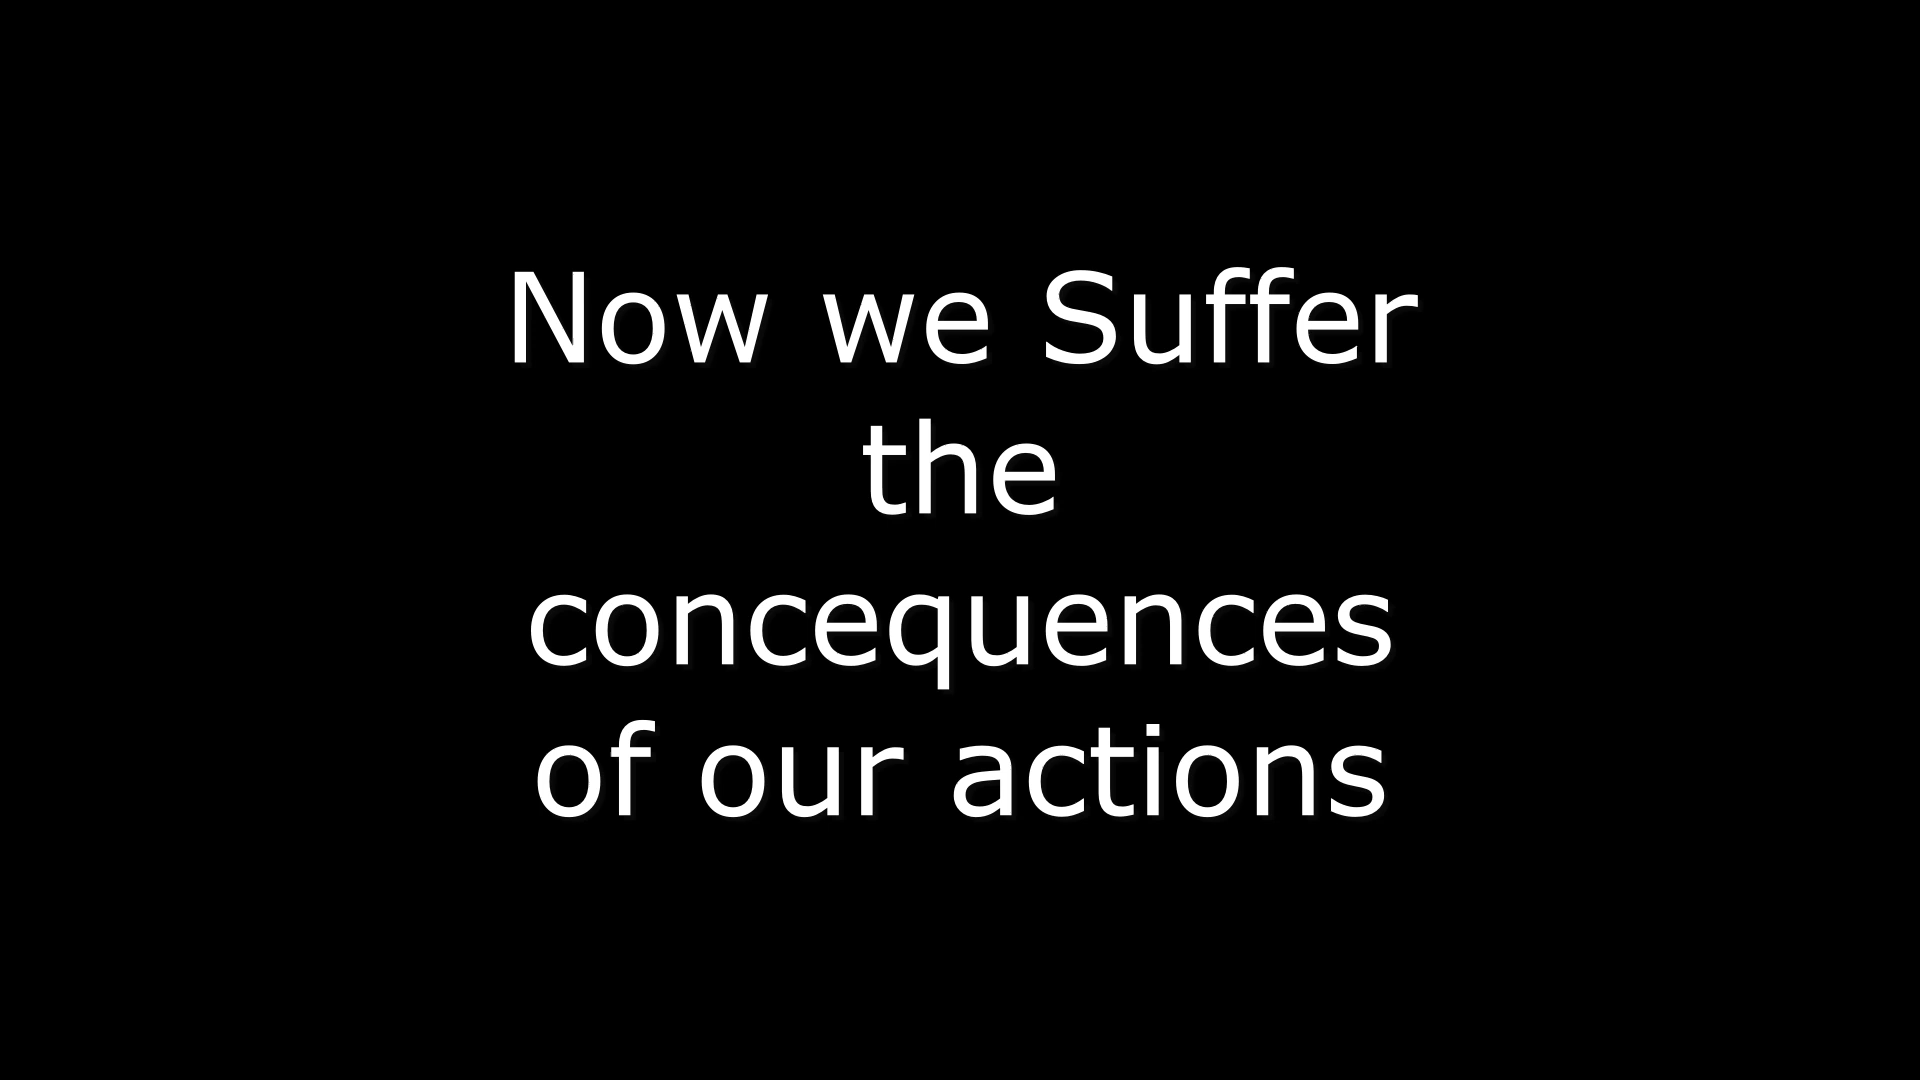 Now we Suffer
the
concequences
of our actions